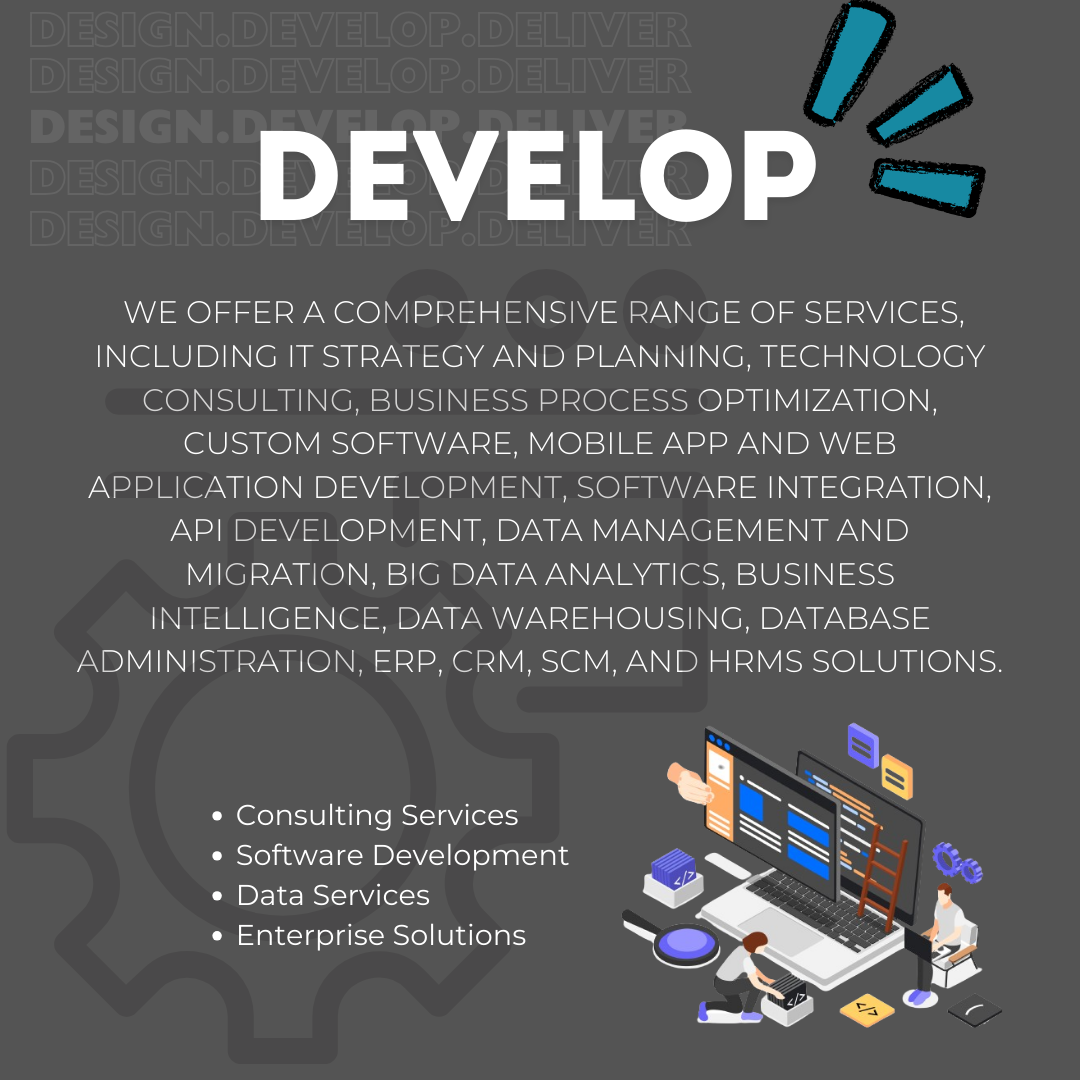 DESIGN.DEVELOP.DELIVER
DESIGN.DEVELOP.DELIVER
DESIGN.DEVELOP.DELIVER
DEVELOP
DESIGN.DEVELOP.DELIVER
DESIGN.DEVELOP.DELIVER
WE OFFER A COMPREHENSIVE RANGE OF SERVICES,
INCLUDING IT STRATEGY AND PLANNING, TECHNOLOGY
CONSULTING, BUSINESS PROCESS OPTIMIZATION,
CUSTOM SOFTWARE, MOBILE APP AND WEB
APPLICATION DEVELOPMENT, SOFTWARE INTEGRATION,
API DEVELOPMENT, DATA MANAGEMENT AND
MIGRATION, BIG DATA ANALYTICS, BUSINESS
INTELLIGENCE, DATA WAREHOUSING, DATABASE
ADMINISTRATION, ERP, CRM, SCM, AND HRMS SOLUTIONS.
• Consulting Services
• Software Development
• Data Services
• Enterprise Solutions
</>
</>
</>